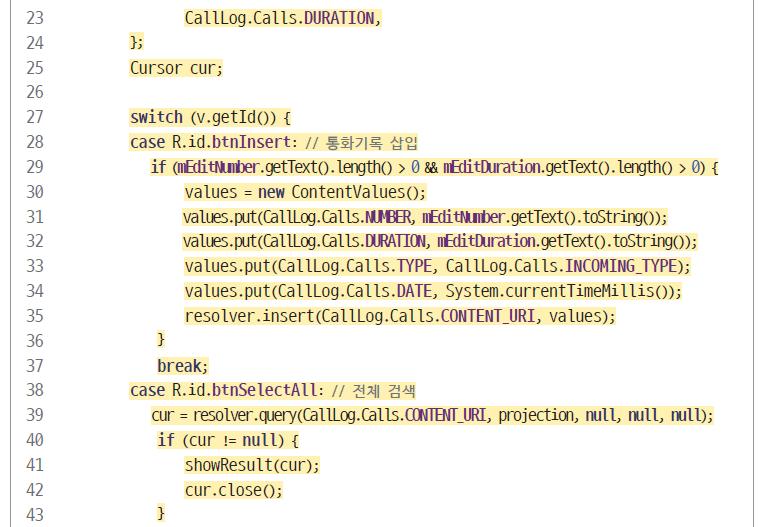 23 CallLog.Calls.DURATION,
24 };
25 Cursor cur;
26
27 switch (v.getId()) {
28 case R.id.btnInsert: // 통화기록 삽입
29 if (mEditNumber.getText().length() > 0 && mEditDuration.getText().length() > 0) {
30 values = new ContentValues();
31 values.put(CallLog.Calls.NUMBER, mEditNumber.getText().toString());
32 values.put(CallLog.Calls.DURATION, mEditDuration.getText().toString());
33 values.put(CallLog.Calls.TYPE, CallLog.Calls.INCOMING_TYPE);
34 values.put(CallLog.Calls.DATE, System.currentTimeMillis());
35 resolver.insert(CallLog.Calls.CONTENT_URI, values);
36 }
37 break;
38 case R.id.btnSelectAll: // 전체 검색
39 cur = resolver.query(CallLog.Calls.CONTENT_URI, projection, null, null, null);
40 if (cur != null) {
41 showResult(cur);
42 cur.close();
43 }